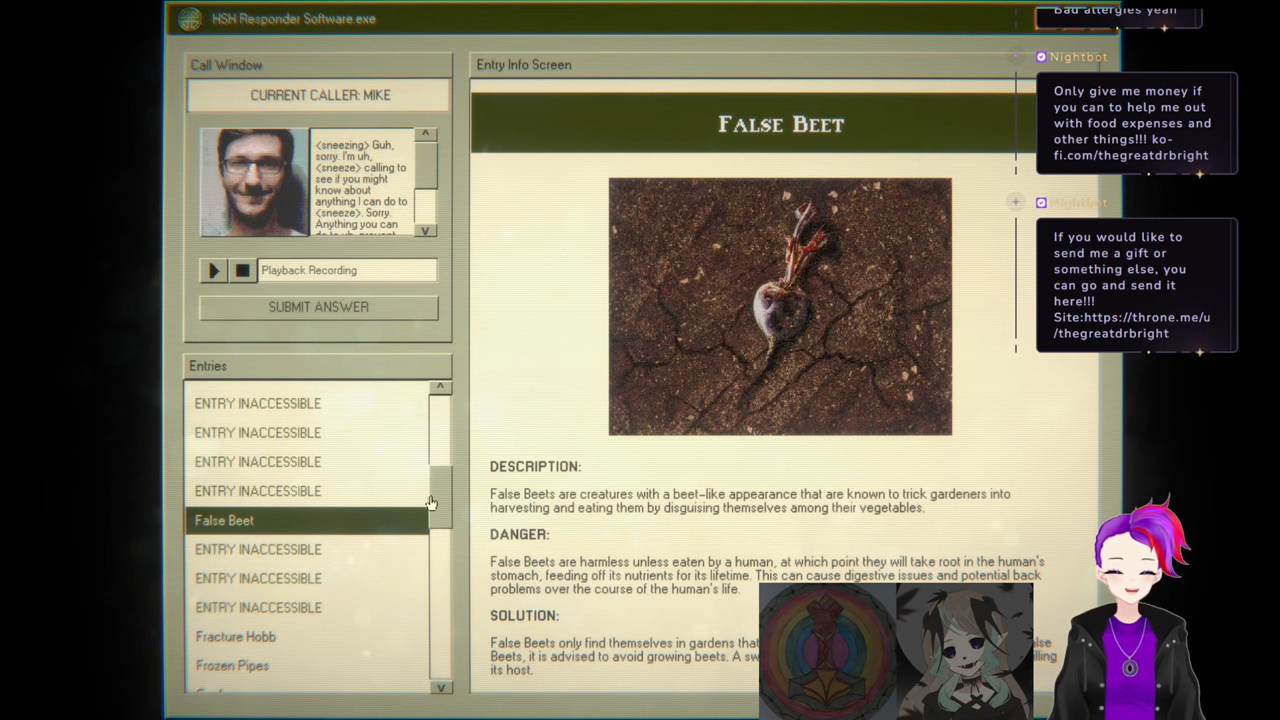 HSH Responder Software.exe
Call Window
CURRENT CALLER: MIKE
<sneezing> Guh,
sorry. I'm uh,
<sneeze> calling to
see if you might
know about
anything I can do to
<sneeze>. Sorry.
Anything you can
Playback Recording
SUBMIT ANSWER
Entries
ENTRY INACCESSIBLE
ENTRY INACCESSIBLE
ENTRY INACCESSIBLE
ENTRY INACCESSIBLE
False Beet
ENTRY INACCESSIBLE
ENTRY INACCESSIBLE
ENTRY INACCESSIBLE
Fracture Hobb
Frozen Pipes
Entry Info Screen
FALSE BEET
DESCRIPTION:
False Beets are creatures with a beet-like appearance that are known to trick gardeners into
harvesting and eating them by disguising themselves among their vegetables.
DANGER:
False Beets are harmless unless eaten by a human, at which point they will take root in the human's
stomach, feeding off its nutrients for its lifetime. This can cause digestive issues and potential back
problems over the course of the human's life.
SOLUTION:
False Beets only find themselves in gardens that
Beets, it is advised to avoid growing beets. A sw
its host.
Bad allergies yeah
Nightbot
Only give me money if
you can to help me out
with food expenses and
other things!!! ko-
fi.com/thegreatdrbright
Nightbot
If you would like to
send me a gift or
something else, you
can go and send it
here!!!
Site:https://throne.me/u
/thegreatdrbright